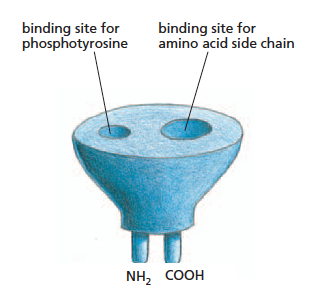 binding site for
phosphotyrosine
binding site for
amino acid side chain
NH₂ COOH